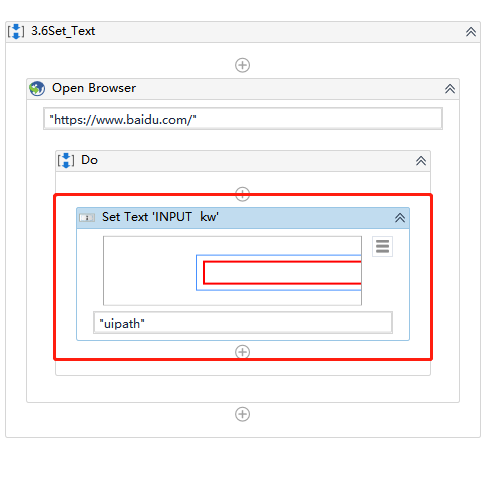 3.6Set_Text
Open Browser
"https://www.baidu.com/"
Do
Set Text 'INPUT  kw'
"uipath"